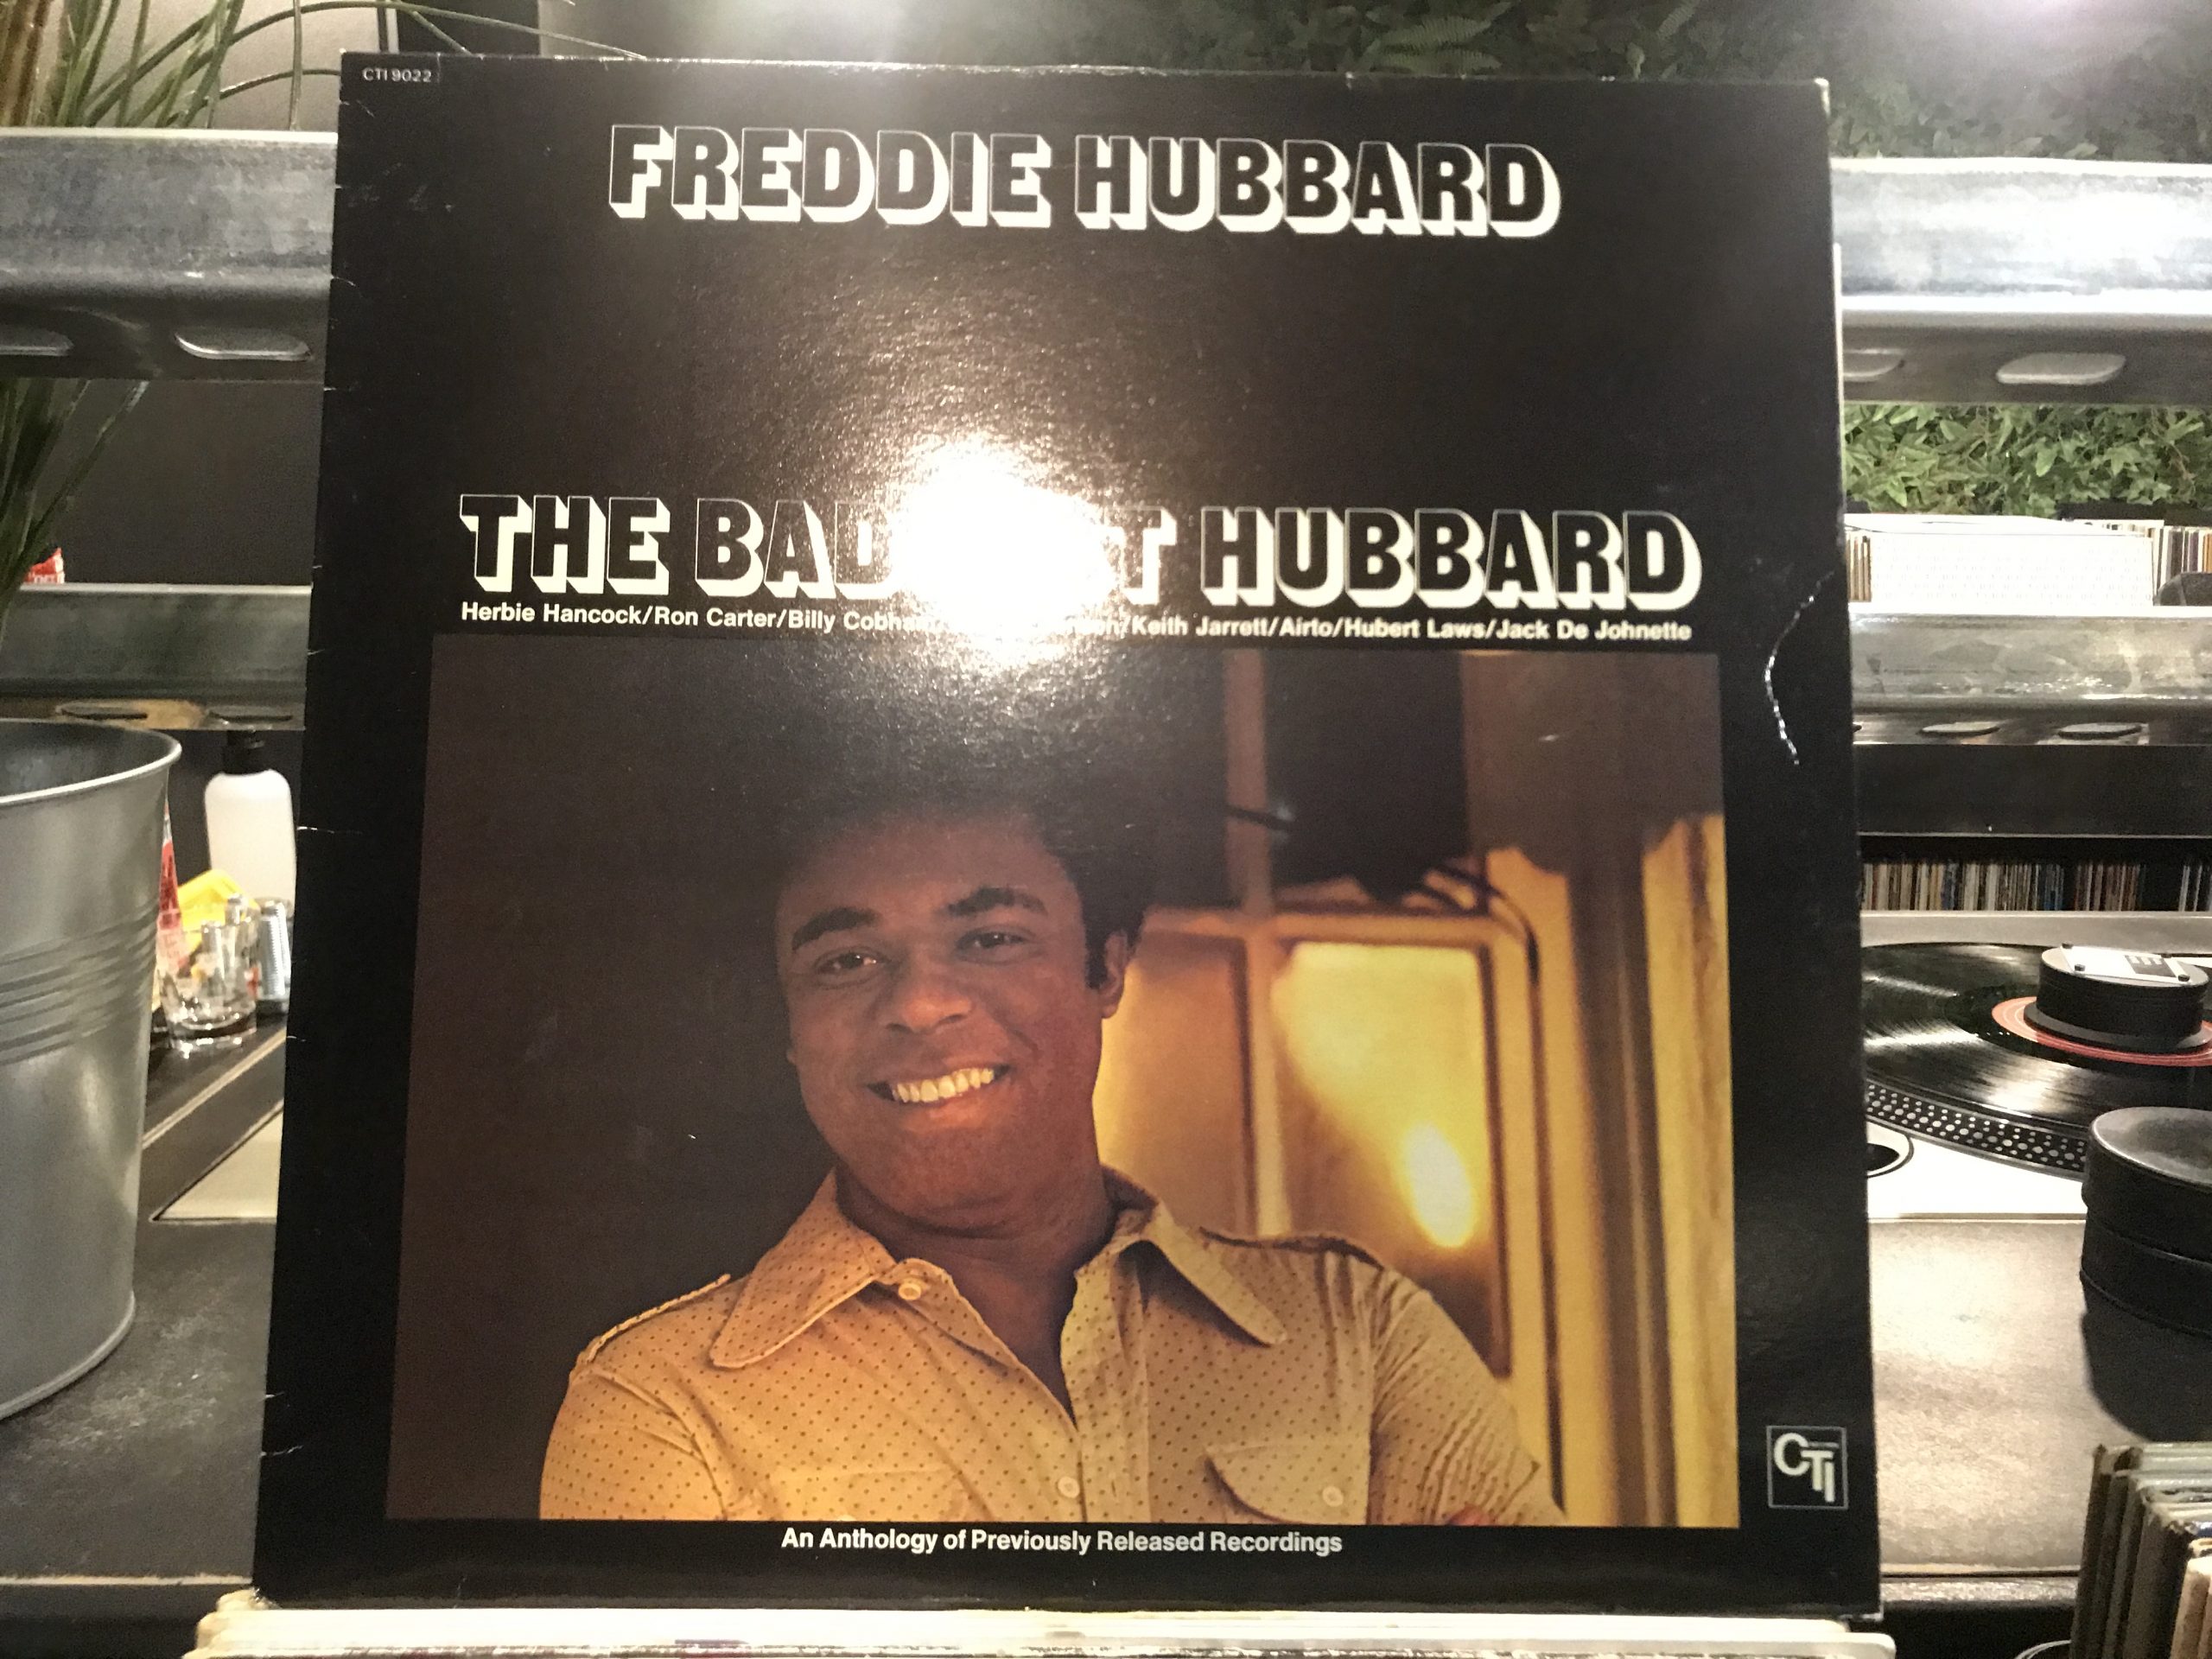 CTI 9022
FREDDIE HUBBARD
THE HUBBARD
Herbie Hancock/Ron Carter/Billy Cobham Keith Jarrett/Airto/Hubert Laws/Jack De Johnette
CTI
An Anthology of Previously Released Recordings